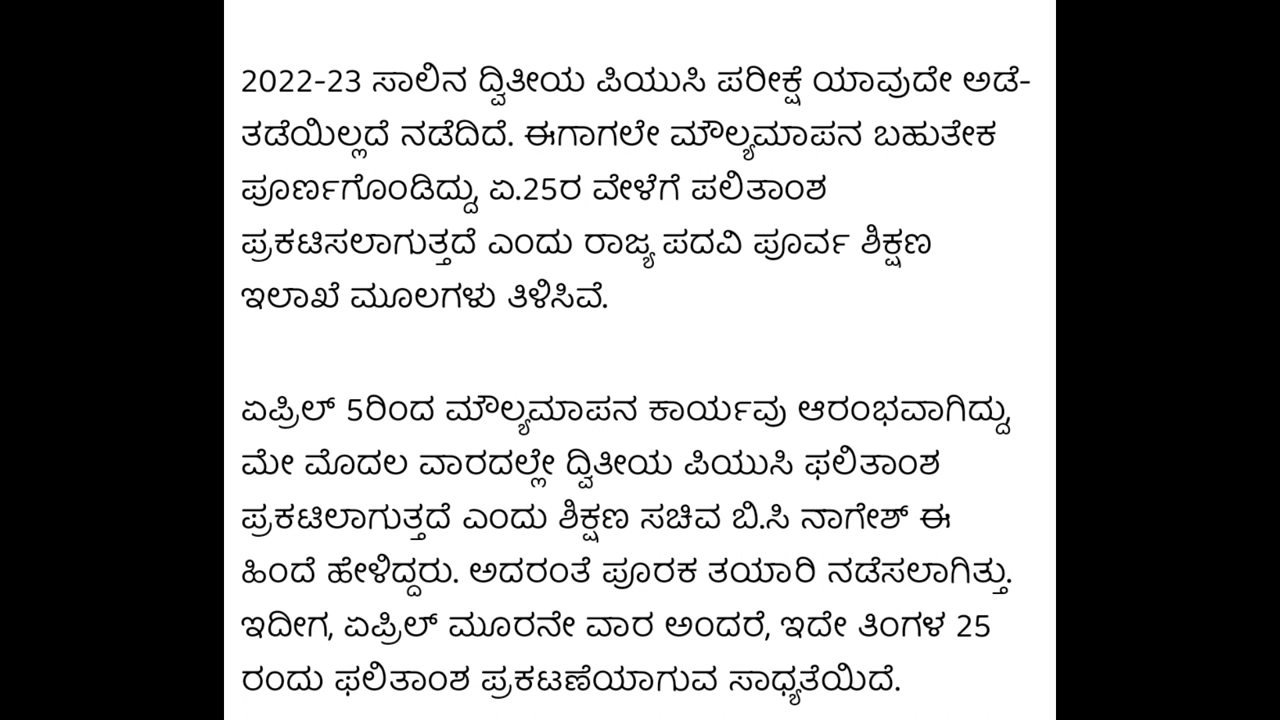 2022-23 ಸಾಲಿನ ದ್ವಿತೀಯ ಪಿಯುಸಿ ಪರೀಕ್ಷೆ ಯಾವುದೇ ಅಡೆ-
ತಡೆಯಿಲ್ಲದೆ ನಡೆದಿದೆ. ಈಗಾಗಲೇ ಮೌಲ್ಯಮಾಪನ ಬಹುತೇಕ
ಪೂರ್ಣಗೊಂಡಿದ್ದು, ಏ.25ರ ವೇಳೆಗೆ ಪಲಿತಾಂಶ
ಪ್ರಕಟಿಸಲಾಗುತ್ತದೆ ಎಂದು ರಾಜ್ಯ ಪದವಿ ಪೂರ್ವ ಶಿಕ್ಷಣ
ಇಲಾಖೆ ಮೂಲಗಳು ತಿಳಿಸಿವೆ.
ಏಪ್ರಿಲ್ 5ರಿಂದ ಮೌಲ್ಯಮಾಪನ ಕಾರ್ಯವು ಆರಂಭವಾಗಿದ್ದು,
ಮೇ ಮೊದಲ ವಾರದಲ್ಲೇ ದ್ವಿತೀಯ ಪಿಯುಸಿ ಫಲಿತಾಂಶ
ಪ್ರಕಟಿಲಾಗುತ್ತದೆ ಎಂದು ಶಿಕ್ಷಣ ಸಚಿವ ಬಿ.ಸಿ ನಾಗೇಶ್ ಈ
ಹಿಂದೆ ಹೇಳಿದ್ದರು. ಅದರಂತೆ ಪೂರಕ ತಯಾರಿ ನಡೆಸಲಾಗಿತ್ತು.
ಇದೀಗ, ಏಪ್ರಿಲ್ ಮೂರನೇ ವಾರ ಅಂದರೆ, ಇದೇ ತಿಂಗಳ 25
ರಂದು ಫಲಿತಾಂಶ ಪ್ರಕಟಣೆಯಾಗುವ ಸಾಧ್ಯತೆಯಿದೆ.